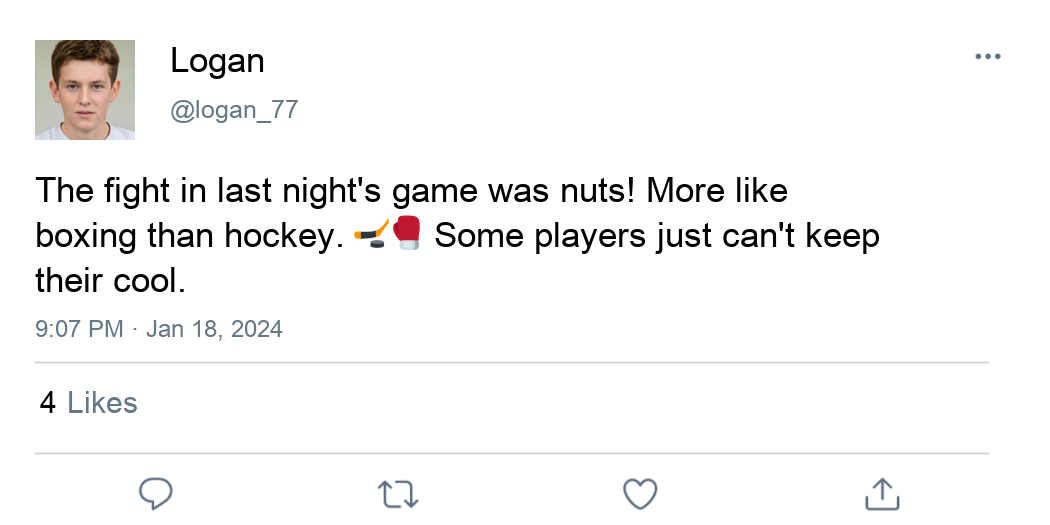 Logan
@logan_77
The fight in last night's game was nuts! More like
boxing than hockey. 🏒🥊 Some players just can't keep
their cool.
9:07 PM · Jan 18, 2024
4 Likes